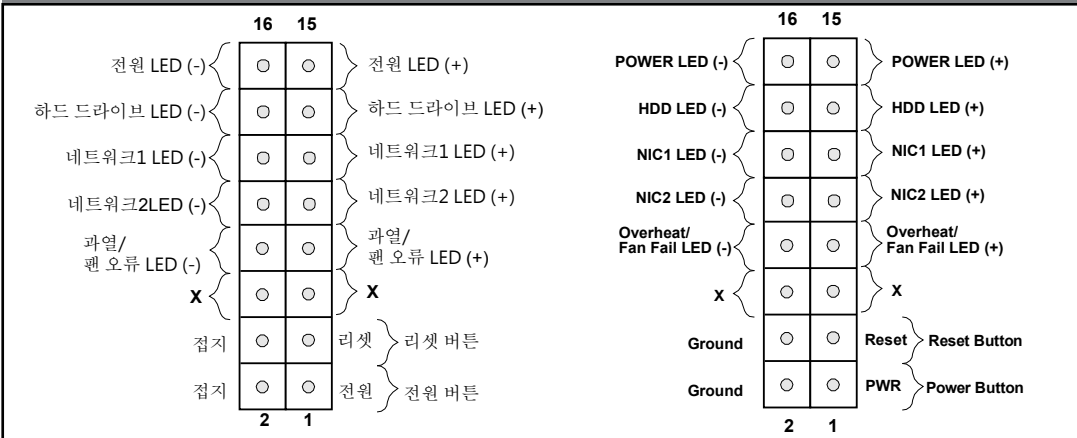 16 15
전원 LED (-) 전원 LED (+)
하드 드라이브 LED (-) 하드 드라이브 LED (+)
네트워크1 LED (-) 네트워크1 LED (+)
네트워크2LED (-) 네트워크2 LED (+)
과열/ 과열/
팬 오류 LED (-) 팬 오류 LED (+)
X X
접지 리셋 리셋 버튼
접지 전원 전원 버튼
2 1
16 15
POWER LED (-) POWER LED (+)
HDD LED (-) HDD LED (+)
NIC1 LED (-) NIC1 LED (+)
NIC2 LED (-) NIC2 LED (+)
Overheat/ Overheat/
Fan Fail LED (-) Fan Fail LED (+)
X X
Ground Reset Reset Button
Ground PWR Power Button
2 1